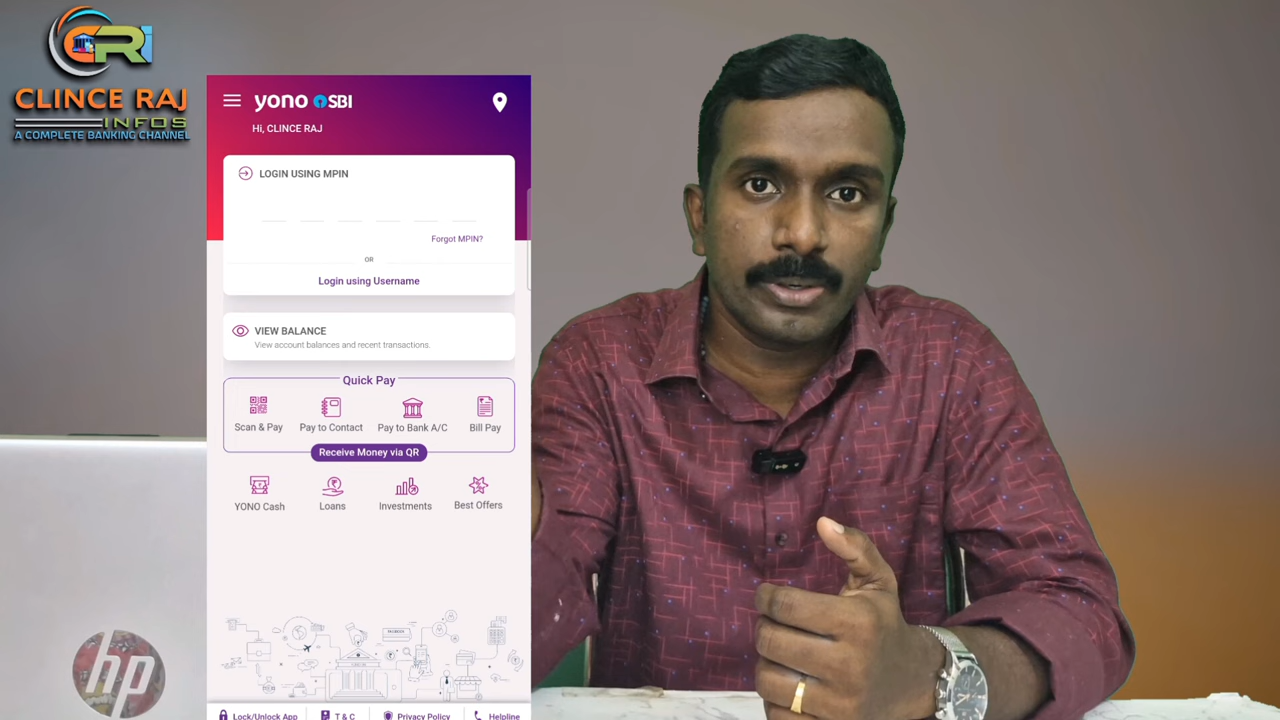 CRi
CLINCE RAJ
INFOS
A COMPLETE BANKING CHANNEL
yono SBI
Hi, CLINCE RAJ
LOGIN USING MPIN
Forgot MPIN?
OR
Login using Username
VIEW BALANCE
View account balances and recent transactions.
Quick Pay
Scan & Pay
Pay to Contact
Pay to Bank A/C
Bill Pay
Receive Money via QR
YONO Cash
Loans
Investments
Best Offers
Lock/Unlock App
T & C
Privacy Policy
Helpline
hp